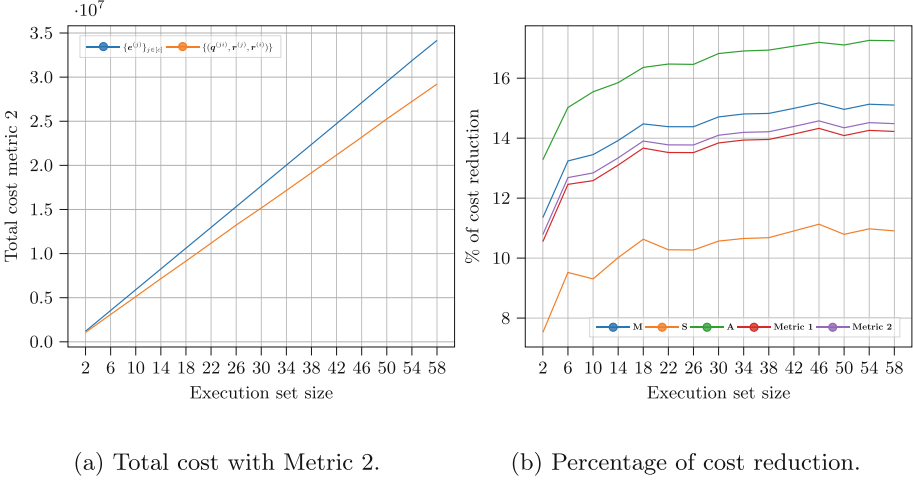 ·10⁷
3.5
3.0
2.5
2.0
1.5
1.0
0.5
0.0
Total cost metric 2
{e^(j)}_{j∈[c]} {(q^(ji), r^(j), r^(i))}
2 6 10 14 18 22 26 30 34 38 42 46 50 54 58
Execution set size
(a) Total cost with Metric 2.
16
14
12
10
8
% of cost reduction
M S A Metric 1 Metric 2
2 6 10 14 18 22 26 30 34 38 42 46 50 54 58
Execution set size
(b) Percentage of cost reduction.